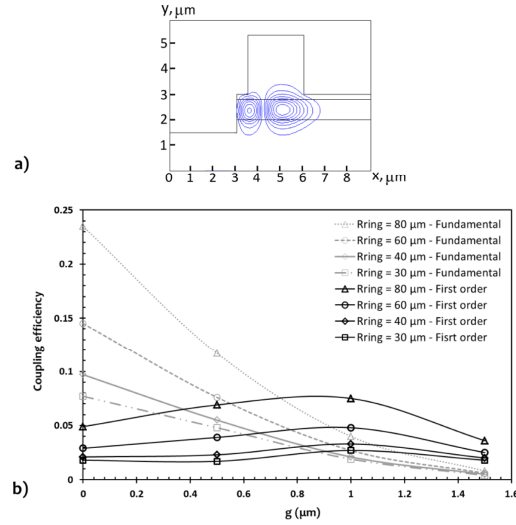 y, μm
5
4
3
2
1
0 1 2 3 4 5 6 7 8 x, μm
a)
0.25
0.2
0.15
0.1
0.05
0
Coupling efficiency
Rring = 80 μm - Fundamental
Rring = 60 μm - Fundamental
Rring = 40 μm - Fundamental
Rring = 30 μm - Fundamental
Rring = 80 μm - First order
Rring = 60 μm - First order
Rring = 40 μm - First order
Rring = 30 μm - Fisrt order
0 0.2 0.4 0.6 0.8 1 1.2 1.4 1.6
b)
g (μm)